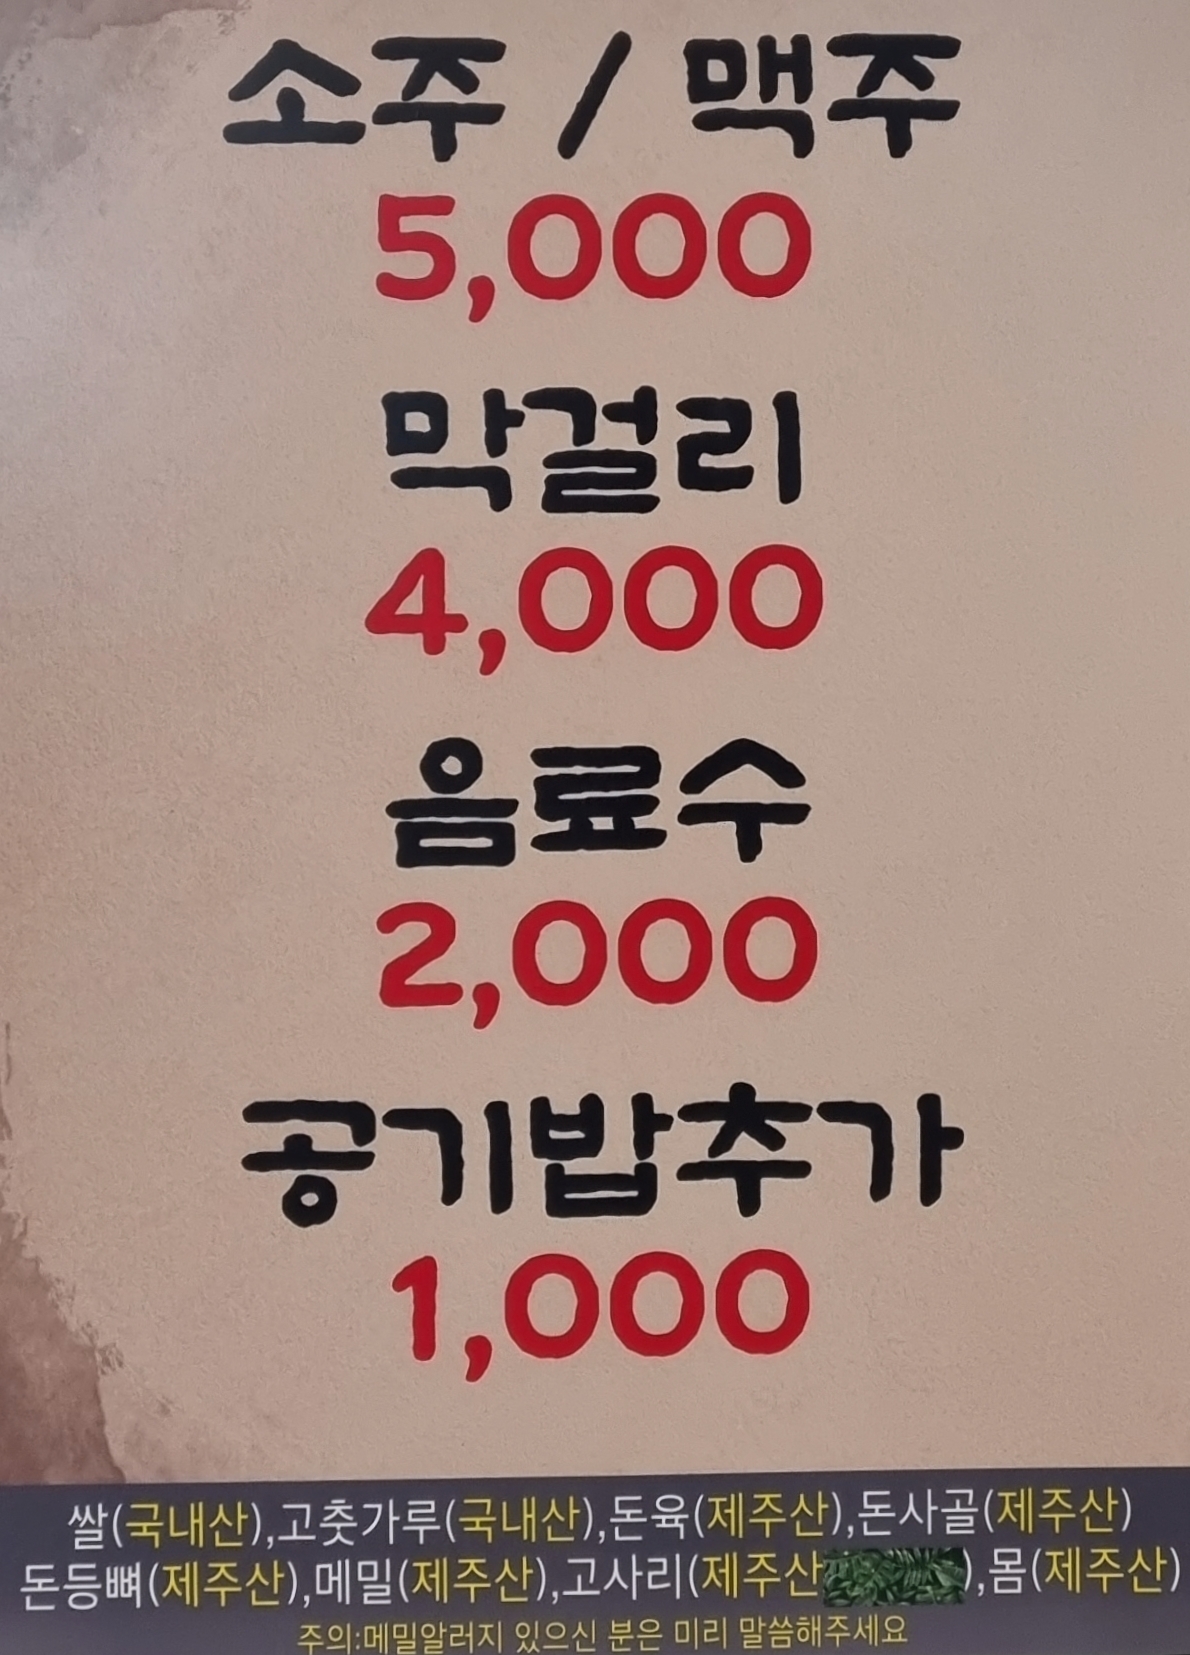 소주 / 맥주
5,000
막걸리
4,000
음료수
2,000
공기밥추가
1,000
쌀(국내산),고춧가루(국내산),돈육(제주산),돈사골(제주산)
돈등뼈(제주산),메밀(제주산),고사리(제주산),몸(제주산)
주의:메밀알러지 있으신 분은 미리 말씀해주세요